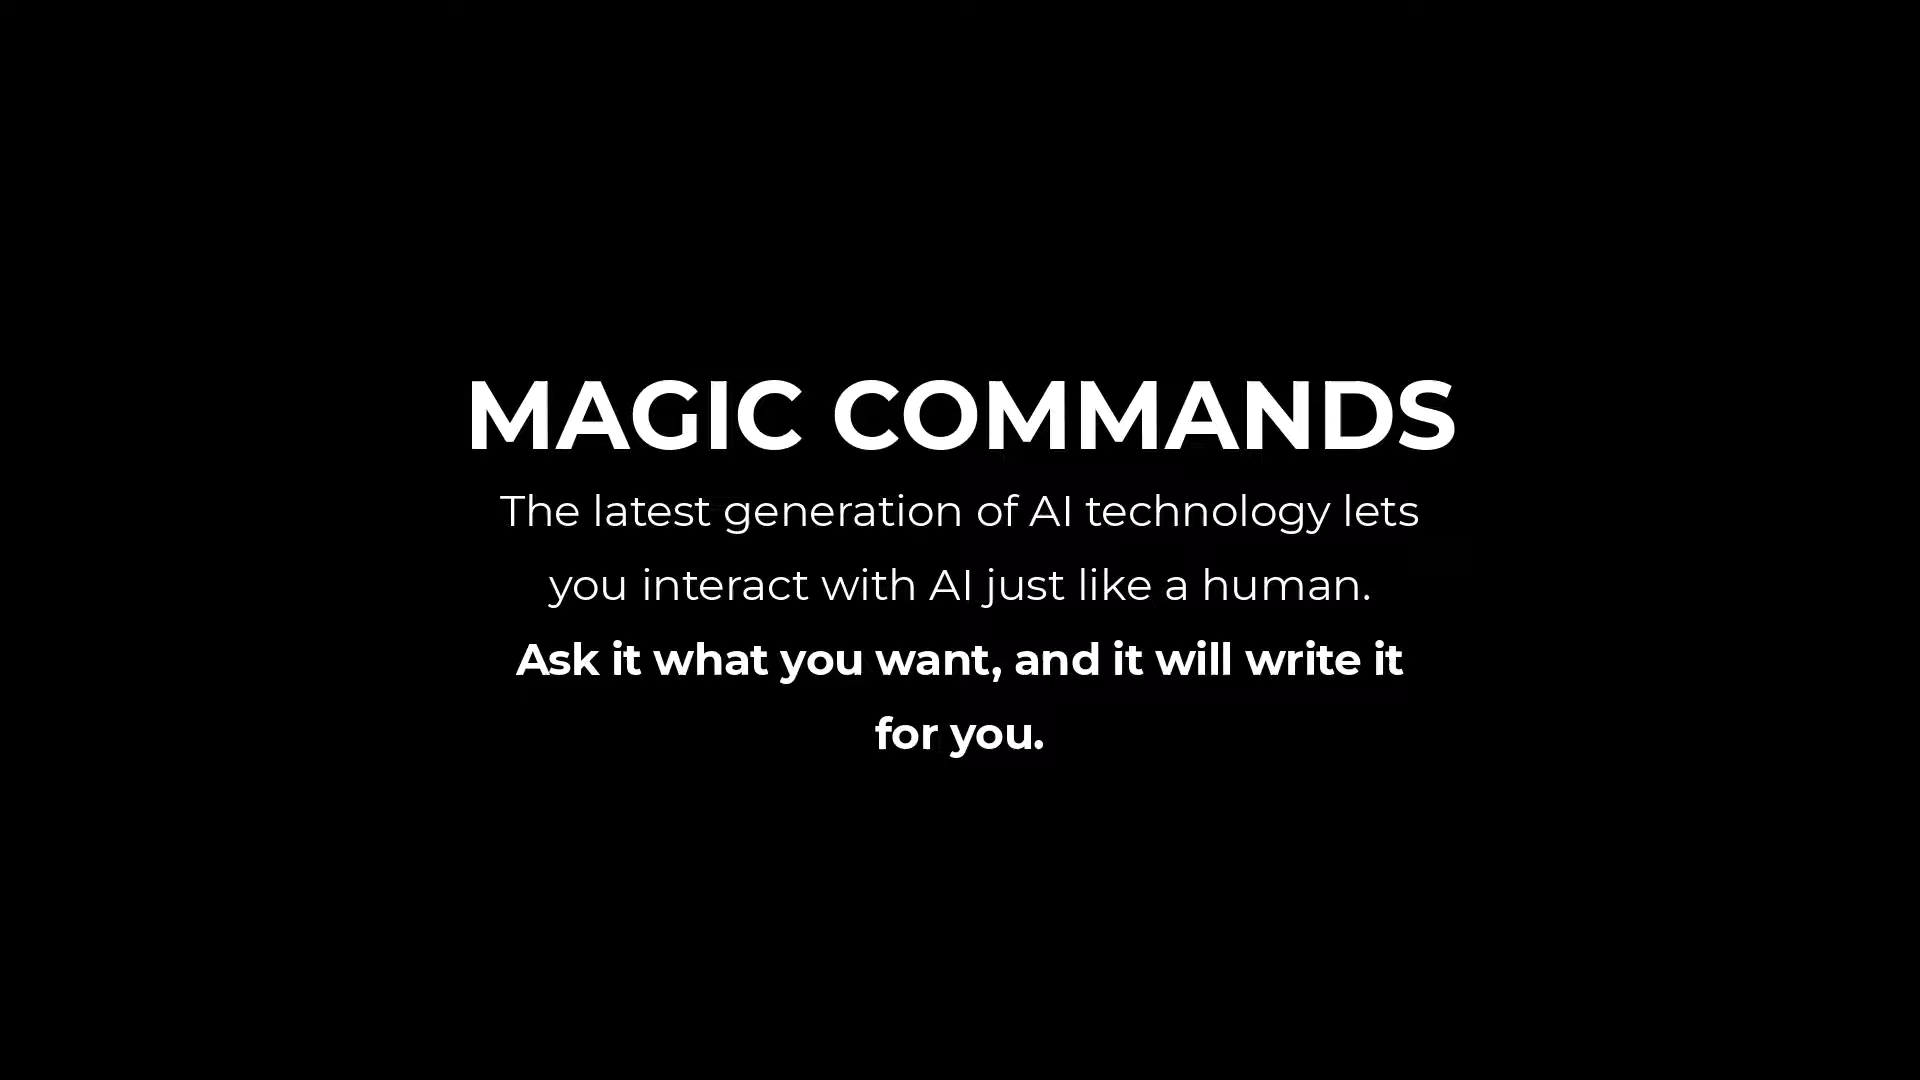 MAGIC COMMANDS
The latest generation of AI technology lets
you interact with AI just like a human.
Ask it what you want, and it will write it
for you.